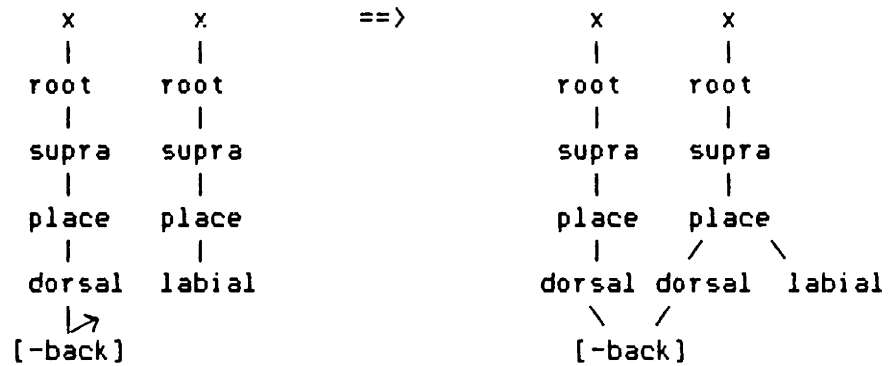 x x ==> x x
root root root root
supra supra supra supra
place place place place
dorsal labial dorsal dorsal labial
[-back] [-back]